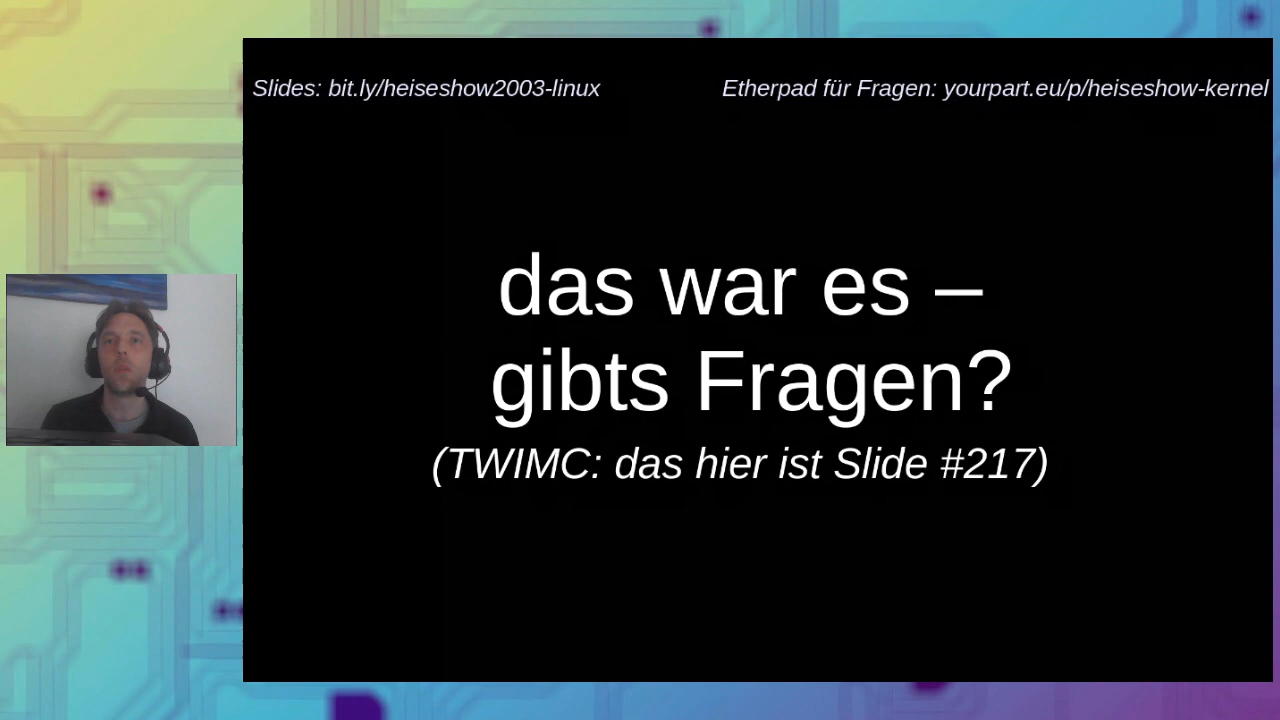 Slides: bit.ly/heiseshow2003-linux
Etherpad für Fragen: yourpart.eu/p/heiseshow-kernel
das war es –
gibts Fragen?
(TWIMC: das hier ist Slide #217)